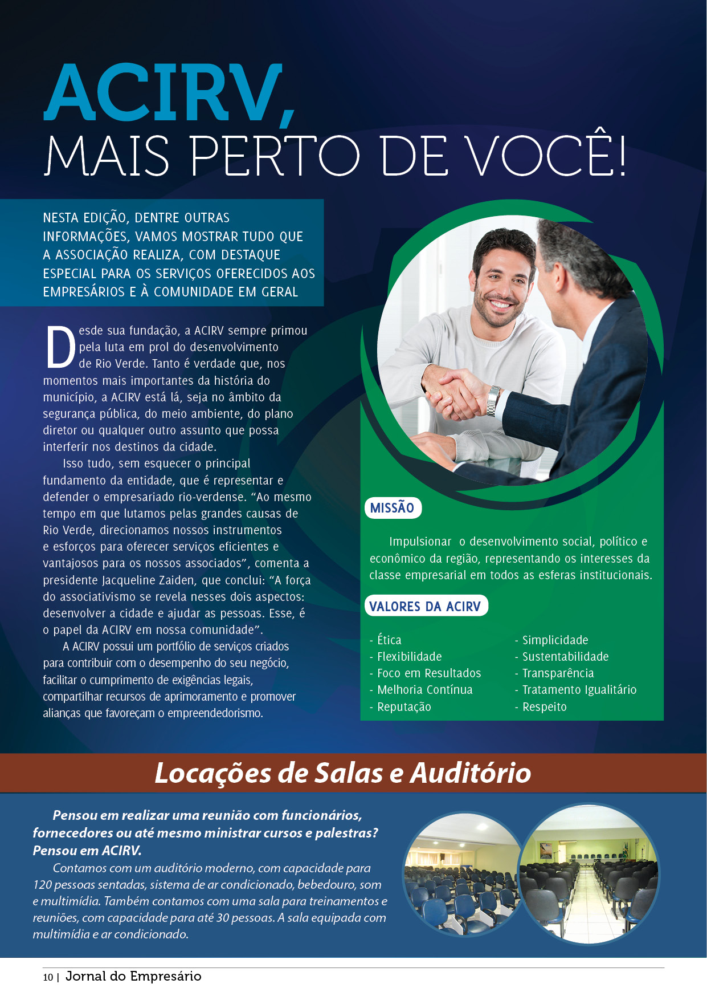 ACIRV,
MAIS PERTO DE VOCÊ!
NESTA EDIÇÃO, DENTRE OUTRAS
INFORMAÇÕES, VAMOS MOSTRAR TUDO QUE
A ASSOCIAÇÃO REALIZA, COM DESTAQUE
ESPECIAL PARA OS SERVIÇOS OFERECIDOS AOS
EMPRESÁRIOS E À COMUNIDADE EM GERAL
Desde sua fundação, a ACIRV sempre primou
pela luta em prol do desenvolvimento
de Rio Verde. Tanto é verdade que, nos
momentos mais importantes da história do
município, a ACIRV está lá, seja no âmbito da
segurança pública, do meio ambiente, do plano
diretor ou qualquer outro assunto que possa
interferir nos destinos da cidade.
Isso tudo, sem esquecer o principal
fundamento da entidade, que é representar e
defender o empresariado rio-verdense. “Ao mesmo
tempo em que lutamos pelas grandes causas de
Rio Verde, direcionamos nossos instrumentos
e esforços para oferecer serviços eficientes e
vantajosos para os nossos associados”, comenta a
presidente Jacqueline Zaiden, que conclui: “A força
do associativismo se revela nesses dois aspectos:
desenvolver a cidade e ajudar as pessoas. Esse, é
o papel da ACIRV em nossa comunidade”.
A ACIRV possui um portfólio de serviços criados
para contribuir com o desempenho do seu negócio,
facilitar o cumprimento de exigências legais,
compartilhar recursos de aprimoramento e promover
alianças que favoreçam o empreendedorismo.
MISSÃO
Impulsionar o desenvolvimento social, político e
econômico da região, representando os interesses da
classe empresarial em todos as esferas institucionais.
VALORES DA ACIRV
- Ética
- Flexibilidade
- Foco em Resultados
- Melhoria Contínua
- Reputação
- Simplicidade
- Sustentabilidade
- Transparência
- Tratamento Igualitário
- Respeito
Locações de Salas e Auditório
Pensou em realizar uma reunião com funcionários,
fornecedores ou até mesmo ministrar cursos e palestras?
Pensou em ACIRV.
Contamos com um auditório moderno, com capacidade para
120 pessoas sentadas, sistema de ar condicionado, bebedouro, som
e multimídia. Também contamos com uma sala para treinamentos e
reuniões, com capacidade para até 30 pessoas. A sala equipada com
multimídia e ar condicionado.
10 | Jornal do Empresário